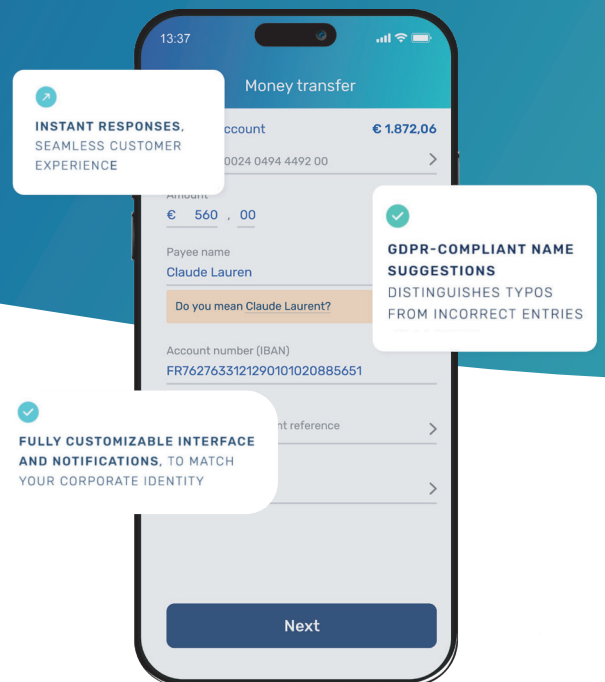 13:37
Money transfer
INSTANT RESPONSES,
SEAMLESS CUSTOMER
EXPERIENCE
ccount
€ 1.872,06
0024 0494 4492 00
Amount
€ 560 , 00
GDPR-COMPLIANT NAME
SUGGESTIONS
DISTINGUISHES TYPOS
FROM INCORRECT ENTRIES
Payee name
Claude Lauren
Do you mean Claude Laurent?
Account number (IBAN)
FR7627633121290101020885651
nt reference
FULLY CUSTOMIZABLE INTERFACE
AND NOTIFICATIONS, TO MATCH
YOUR CORPORATE IDENTITY
Next